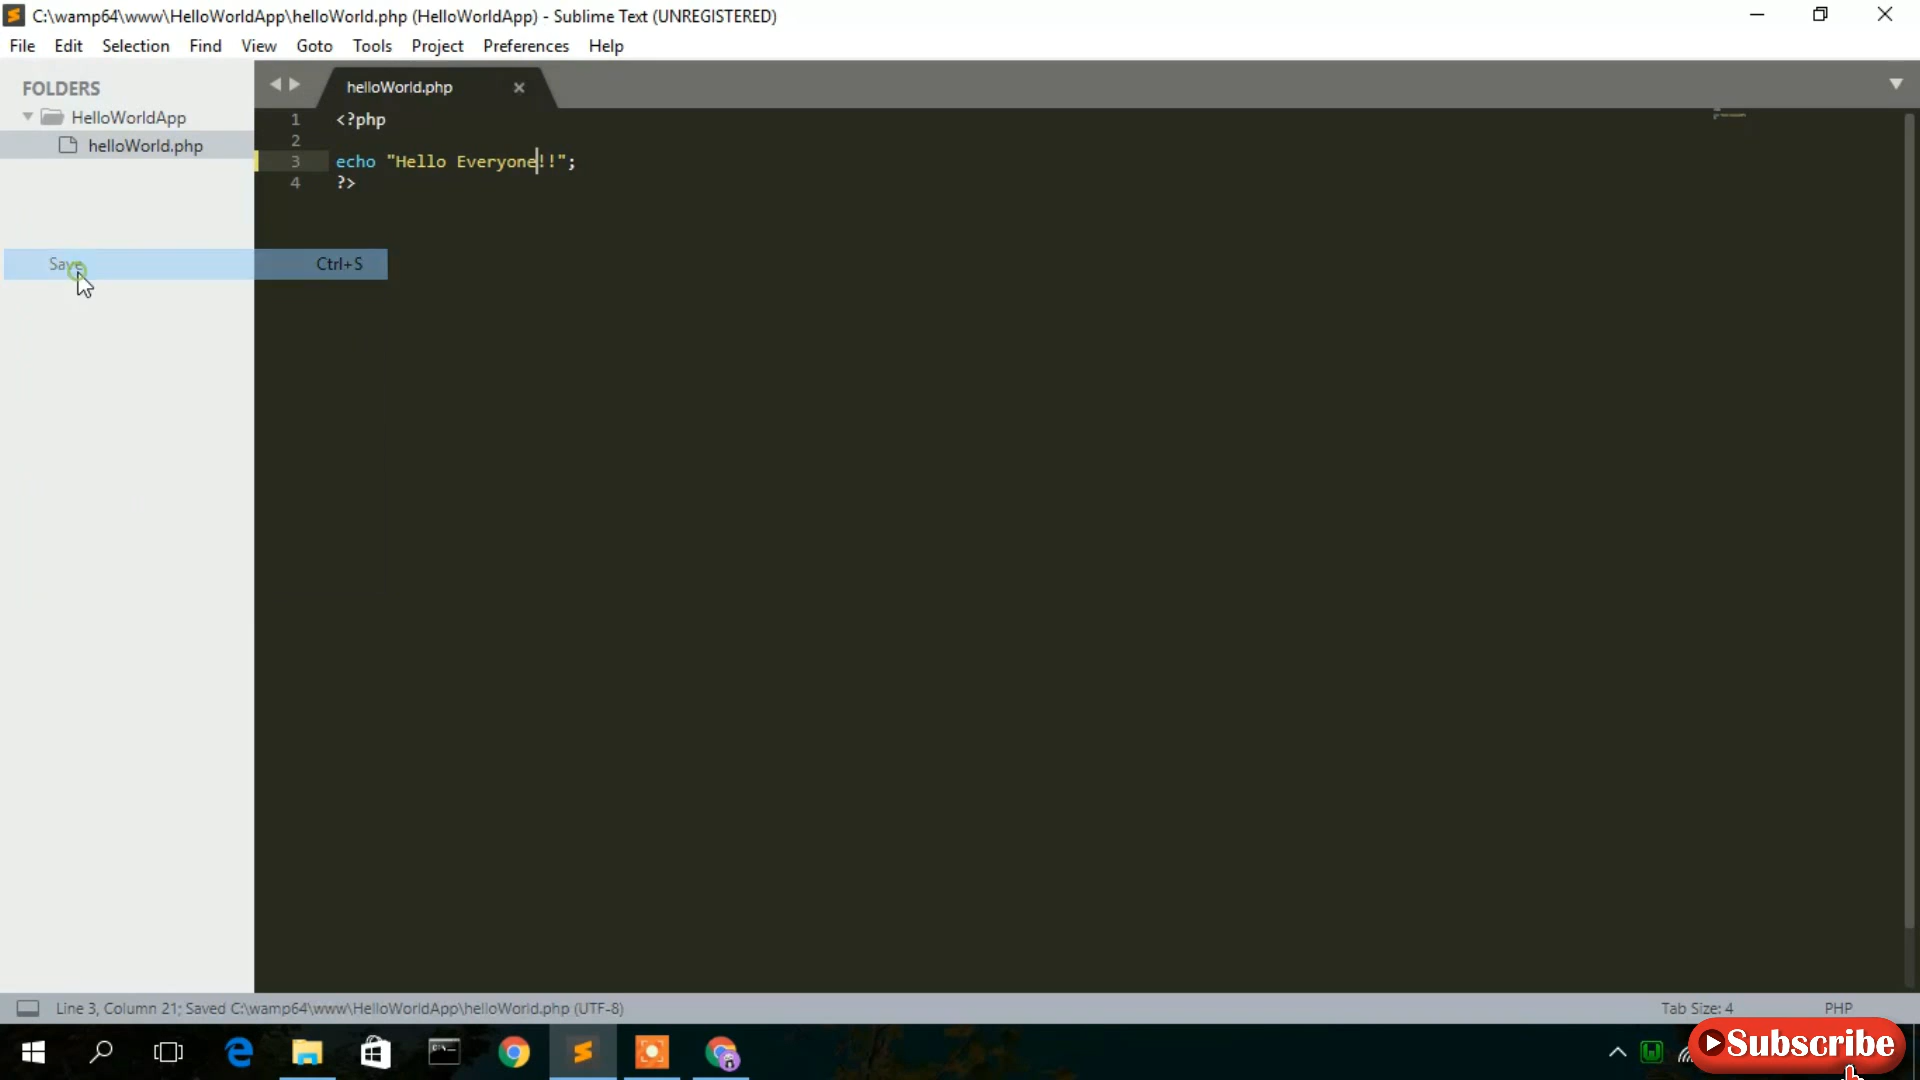 C:\wamp64\www\HelloWorldApp\helloWorld.php (HelloWorldApp) - Sublime Text (UNREGISTERED)
File Edit Selection Find View Goto Tools Project Preferences Help
FOLDERS
HelloWorldApp
helloWorld.php
helloWorld.php
1 <?php
2
3 echo "Hello Everyone!!";
4 ?>
Save Ctrl+S
Line 3, Column 21; Saved C:\wamp64\www\HelloWorldApp\helloWorld.php (UTF-8)
Tab Size: 4 PHP
Subscribe